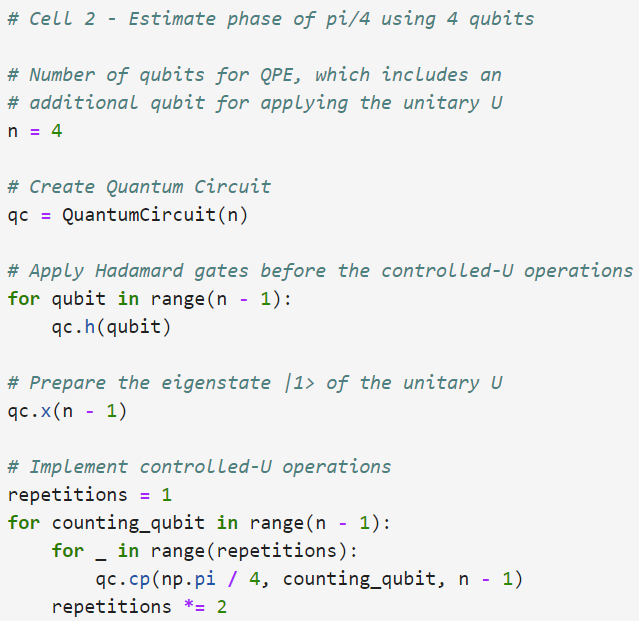 # Cell 2 - Estimate phase of pi/4 using 4 qubits
# Number of qubits for QPE, which includes an
# additional qubit for applying the unitary U
n = 4
# Create Quantum Circuit
qc = QuantumCircuit(n)
# Apply Hadamard gates before the controlled-U operations
for qubit in range(n - 1):
    qc.h(qubit)
# Prepare the eigenstate |1> of the unitary U
qc.x(n - 1)
# Implement controlled-U operations
repetitions = 1
for counting_qubit in range(n - 1):
    for _ in range(repetitions):
        qc.cp(np.pi / 4, counting_qubit, n - 1)
    repetitions *= 2